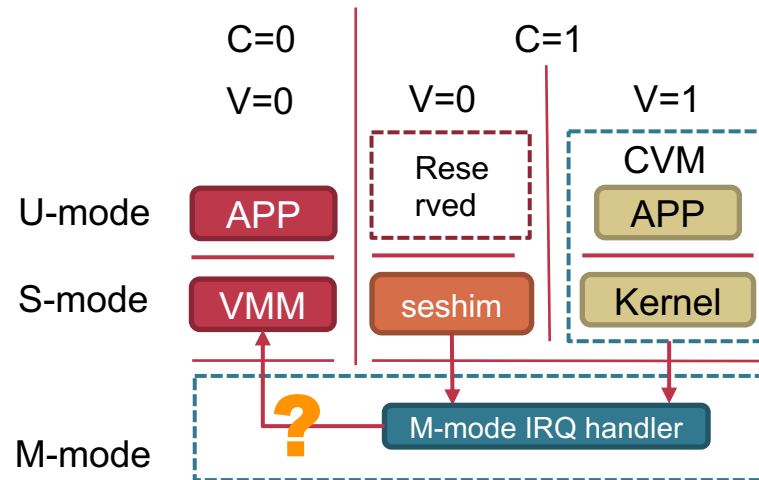 C=0
C=1
V=0
V=0
V=1
Rese
rved
CVM
U-mode
APP
APP
S-mode
VMM
seshim
Kernel
?
M-mode IRQ handler
M-mode